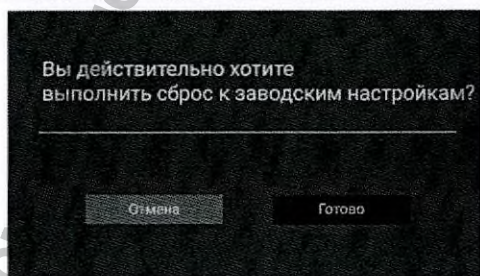 Вы действительно хотите
выполнить сброс к заводским настройкам?
Отмена
Готово